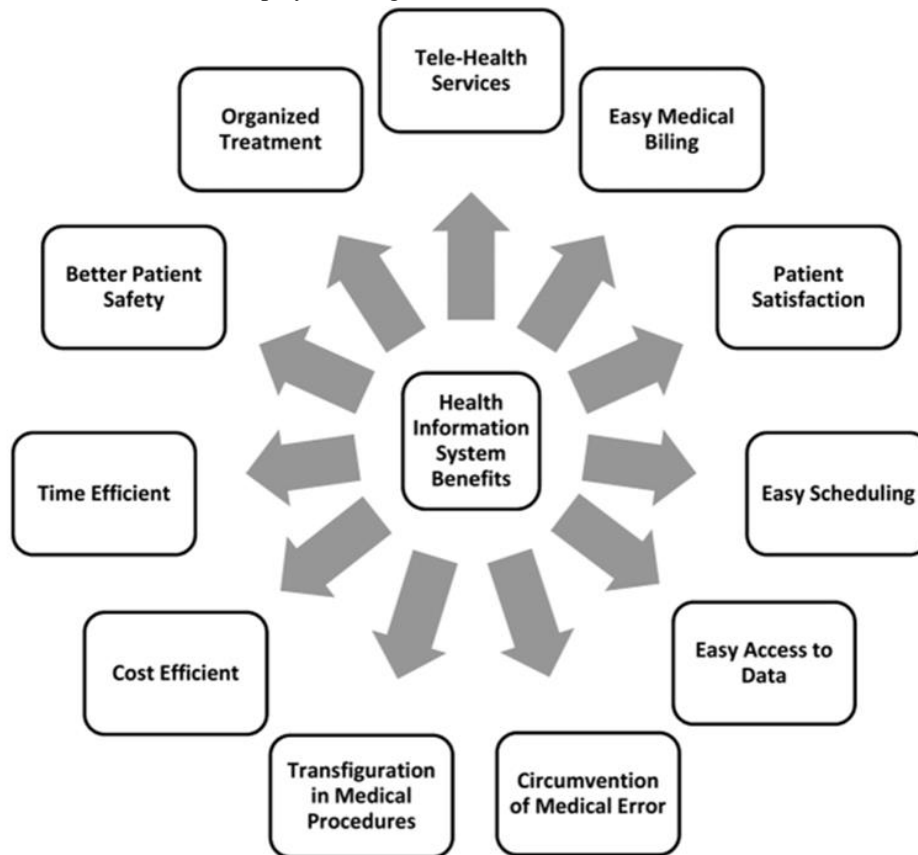 Tele-Health
Services
Organized
Treatment
Easy Medical
Biling
Better Patient
Safety
Patient
Satisfaction
Health
Information
System
Benefits
Time Efficient
Easy Scheduling
Cost Efficient
Easy Access to
Data
Transfiguration
in Medical
Procedures
Circumvention
of Medical Error